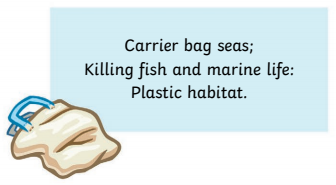 Carrier bag seas;
Killing fish and marine life:
Plastic habitat.